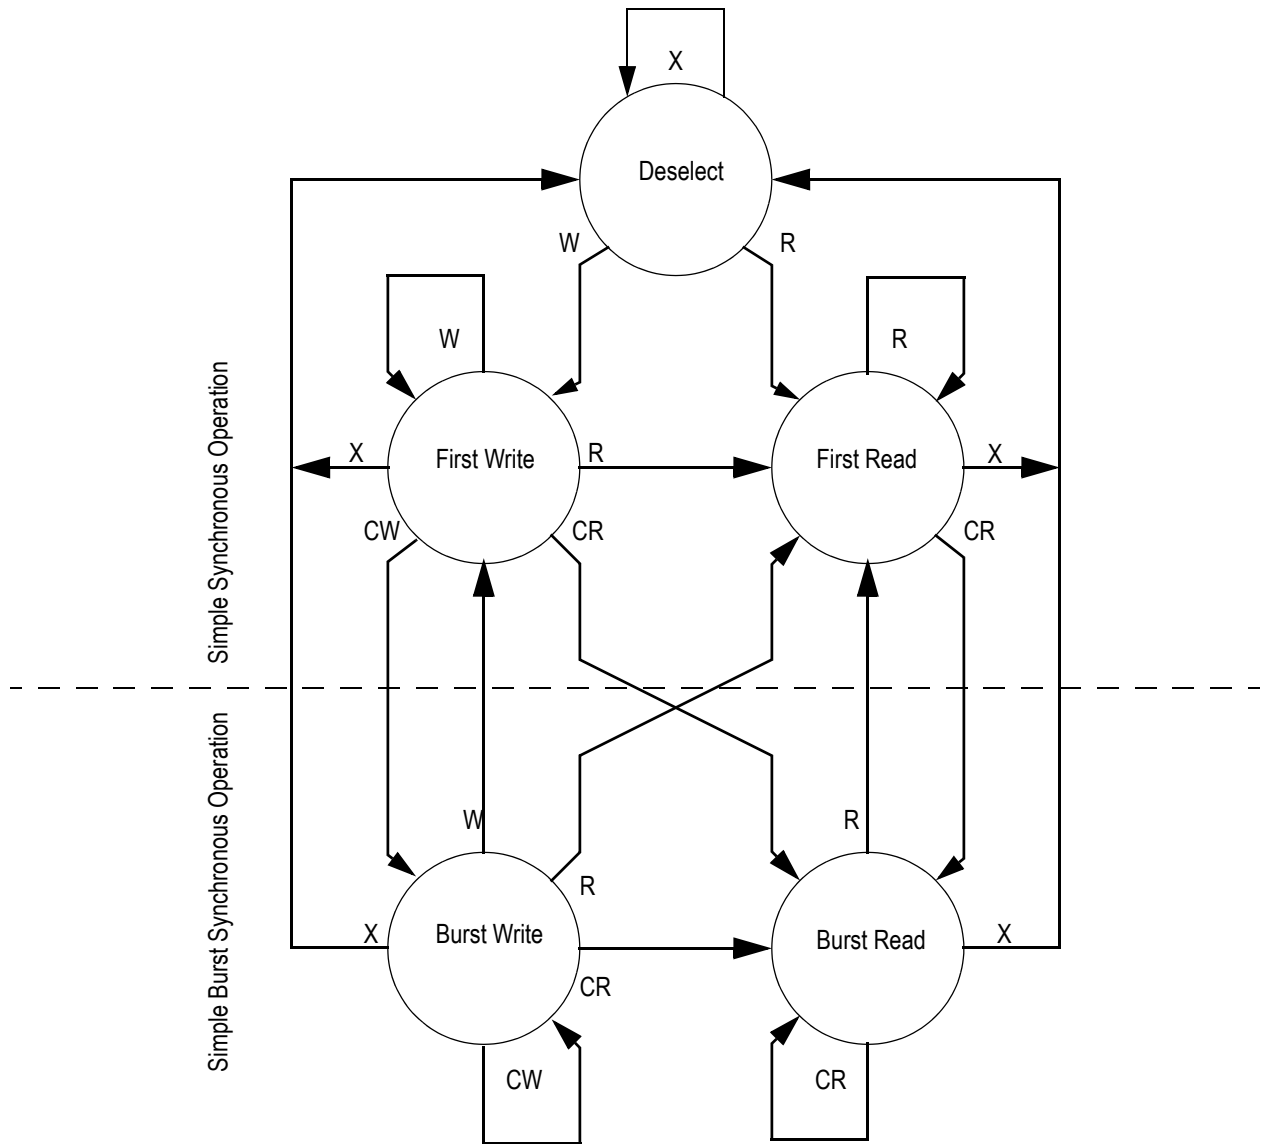 X
Deselect
W
R
W
R
Simple Synchronous Operation
X
First Write
R
First Read
X
CW
CR
CR
Simple Burst Synchronous Operation
W
R
R
X
Burst Write
Burst Read
X
CR
CW
CR